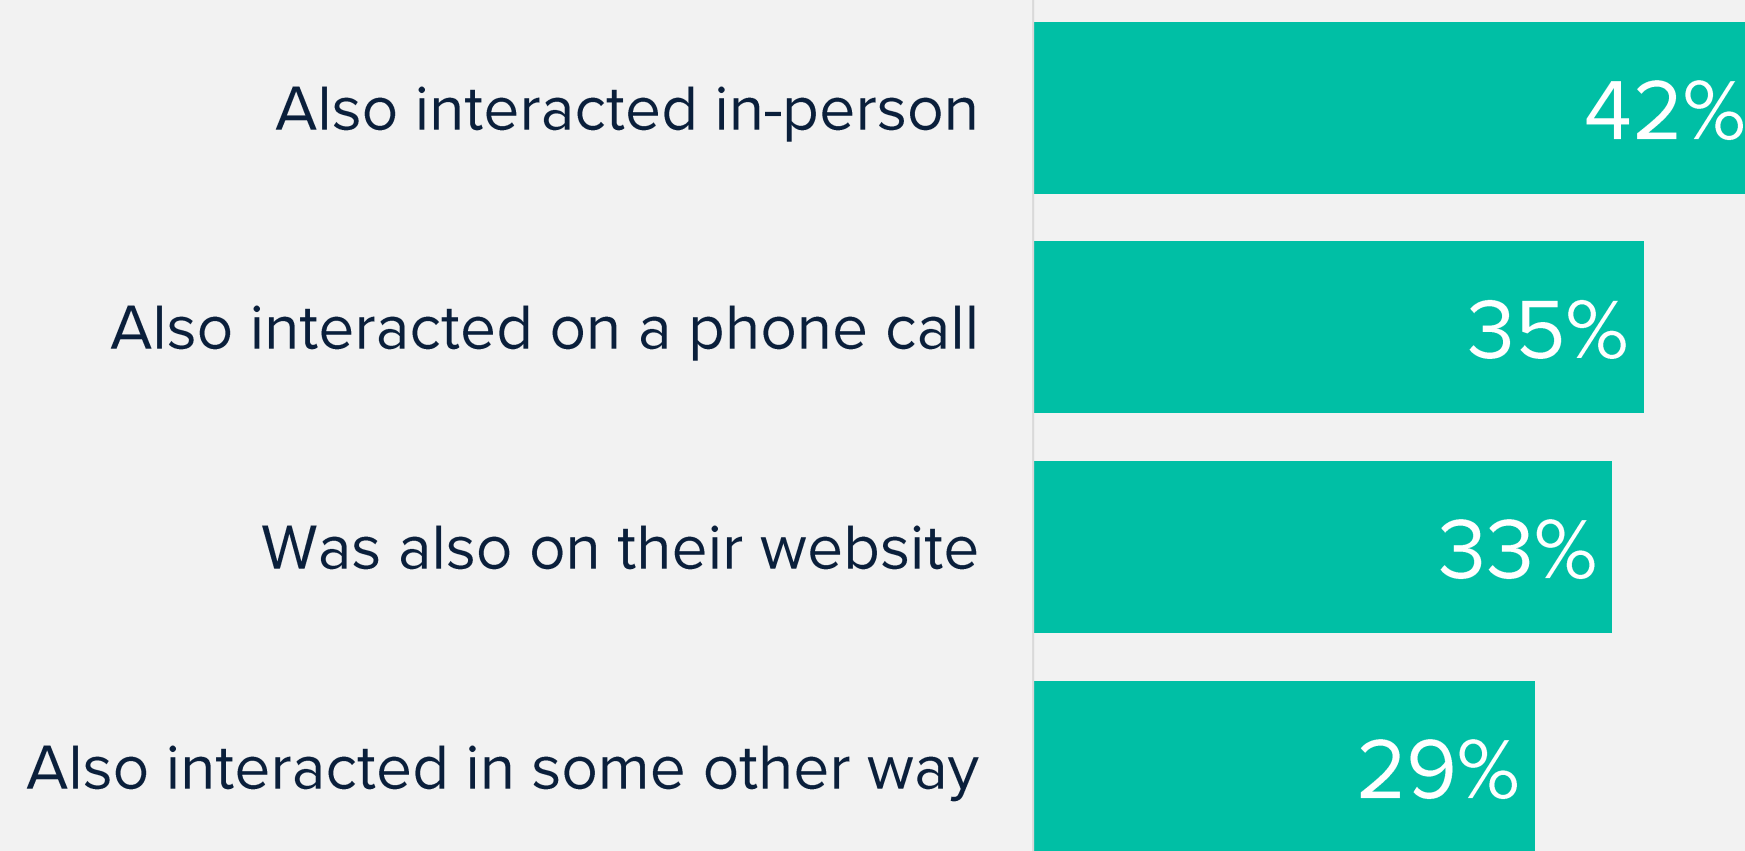 Also interacted in-person 42%
Also interacted on a phone call 35%
Was also on their website 33%
Also interacted in some other way 29%